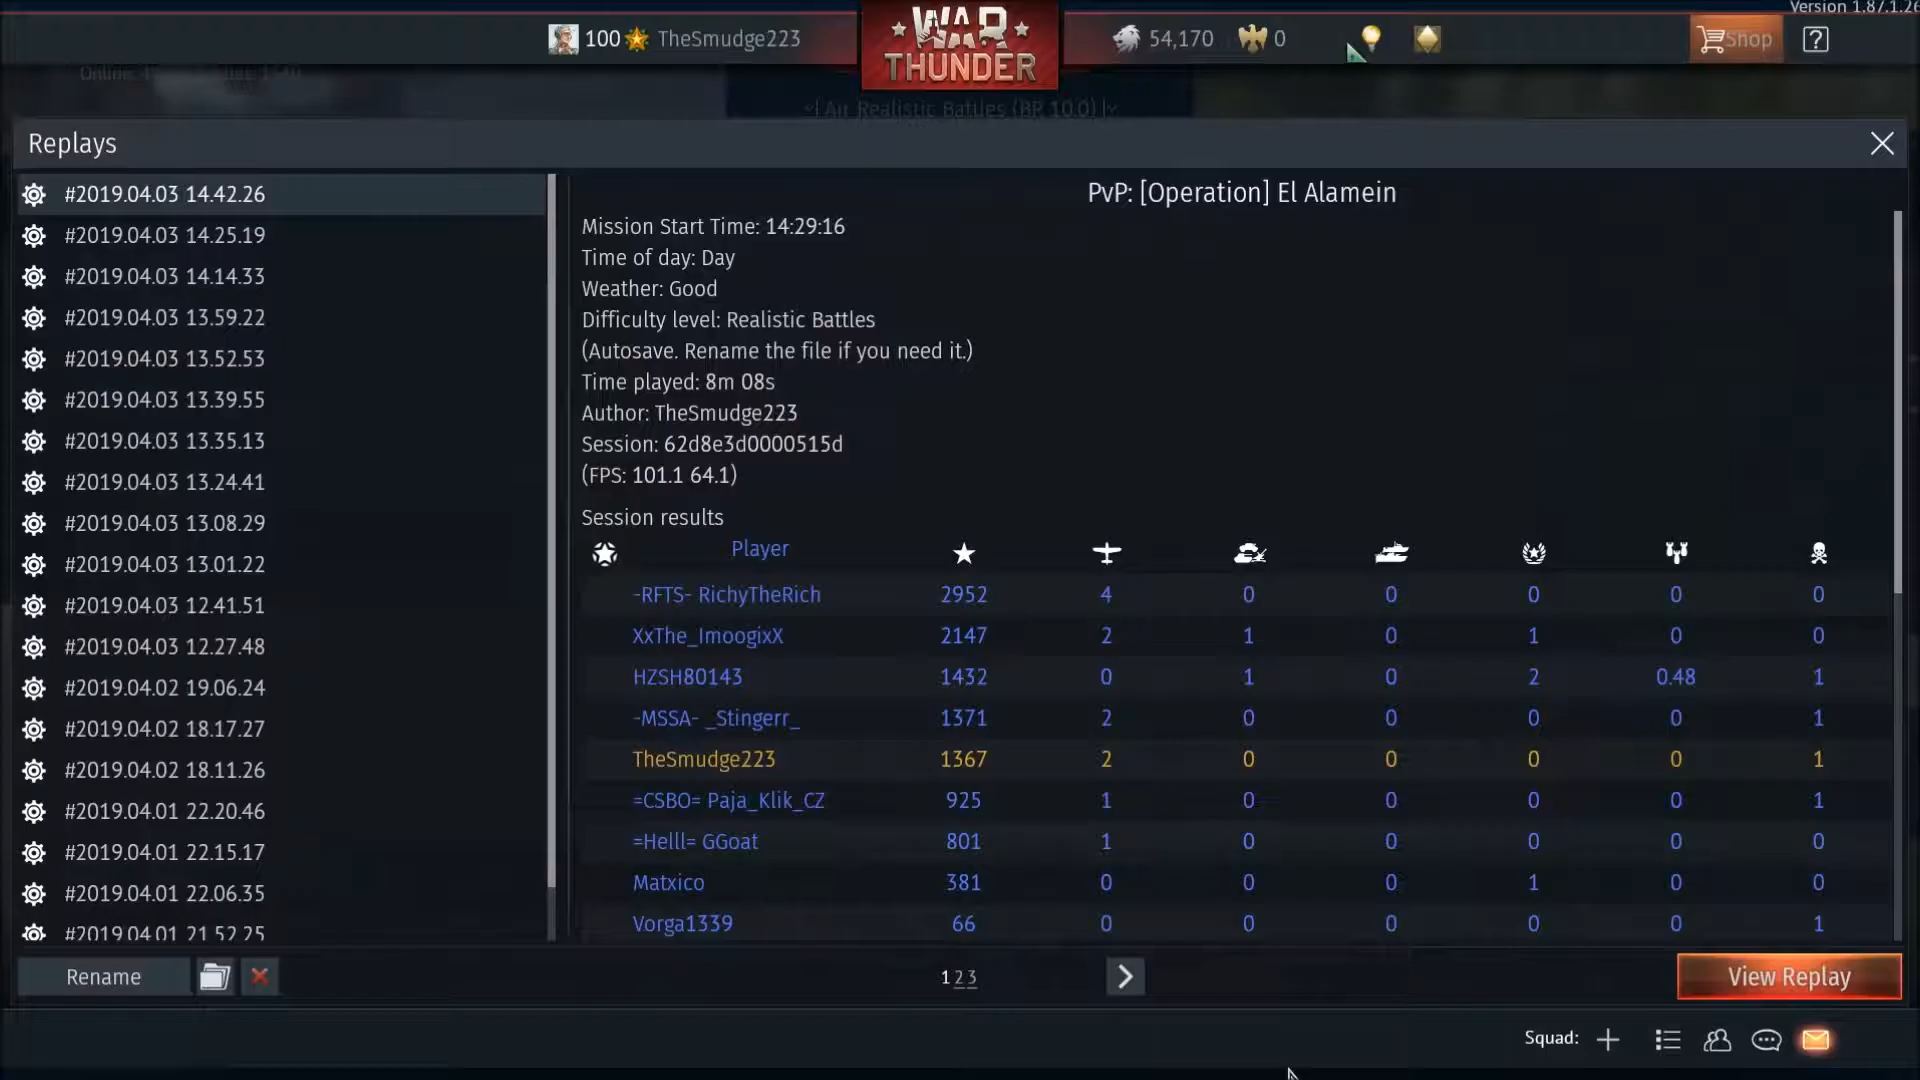 Version 1.87.1.26
100 TheSmudge223
WAR THUNDER
54,170 0
Shop ?
Air Realistic Battles (BR 10.0)
Replays
#2019.04.03 14.42.26
#2019.04.03 14.25.19
#2019.04.03 14.14.33
#2019.04.03 13.59.22
#2019.04.03 13.52.53
#2019.04.03 13.39.55
#2019.04.03 13.35.13
#2019.04.03 13.24.41
#2019.04.03 13.08.29
#2019.04.03 13.01.22
#2019.04.03 12.41.51
#2019.04.03 12.27.48
#2019.04.02 19.06.24
#2019.04.02 18.17.27
#2019.04.02 18.11.26
#2019.04.01 22.20.46
#2019.04.01 22.15.17
#2019.04.01 22.06.35
#2019.04.01 21.52.25
PvP: [Operation] El Alamein
Mission Start Time: 14:29:16
Time of day: Day
Weather: Good
Difficulty level: Realistic Battles
(Autosave. Rename the file if you need it.)
Time played: 8m 08s
Author: TheSmudge223
Session: 62d8e3d0000515d
(FPS: 101.1 64.1)
Session results
Player
-RFTS- RichyTheRich 2952 4 0 0 0 0 0
XxThe_ImoogixX 2147 2 1 0 1 0 0
HZSH80143 1432 0 1 0 2 0.48 1
-MSSA- _Stingerr_ 1371 2 0 0 0 0 1
TheSmudge223 1367 2 0 0 0 0 1
=CSBO= Paja_Klik_CZ 925 1 0 0 0 0 1
=Helll= GGoat 801 1 0 0 0 0 0
Matxico 381 0 0 0 1 0 0
Vorga1339 66 0 0 0 0 0 1
Rename
1 2 3
View Replay
Squad: